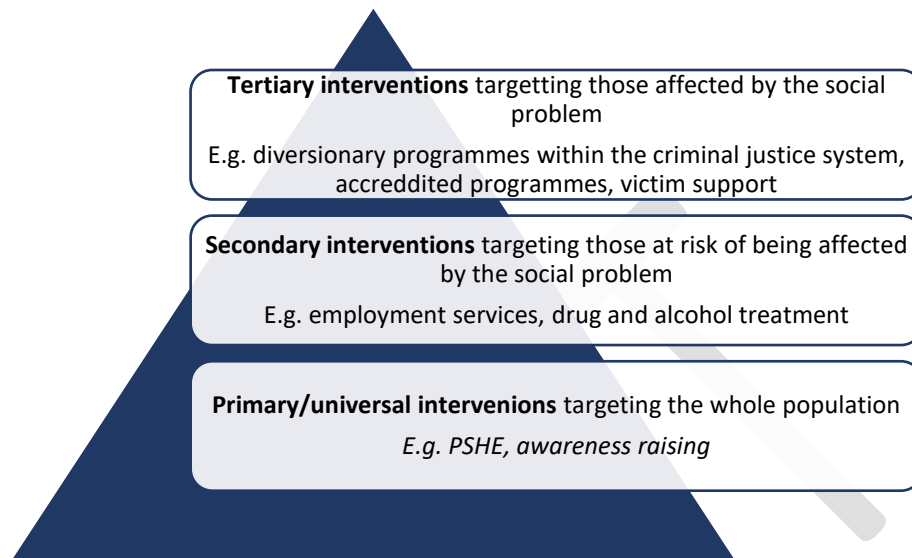 Tertiary interventions targetting those affected by the social
problem
E.g. diversionary programmes within the criminal justice system,
accreddited programmes, victim support
Secondary interventions targeting those at risk of being affected
by the social problem
E.g. employment services, drug and alcohol treatment
Primary/universal intervenions targeting the whole population
E.g. PSHE, awareness raising